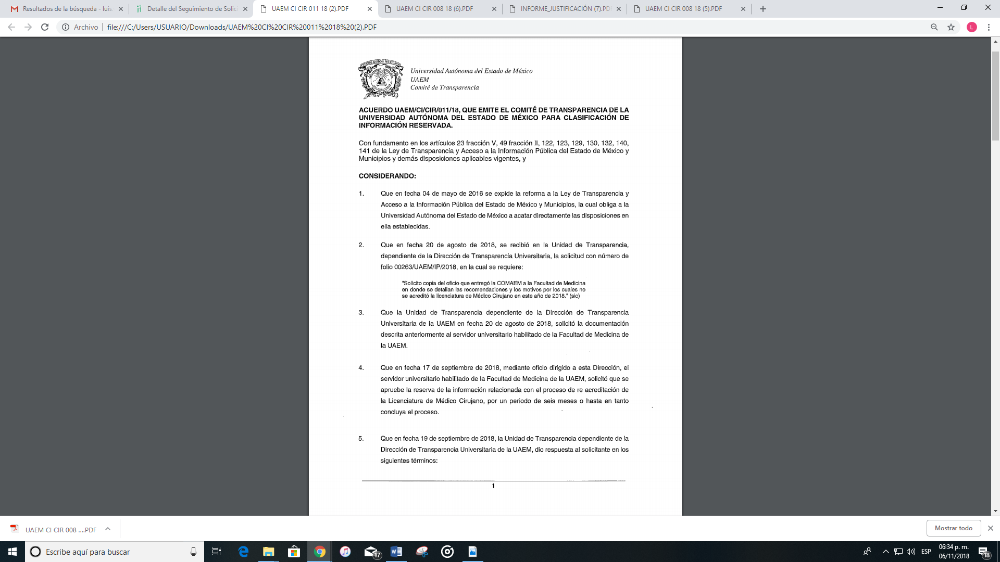 Resultados de la búsqueda - luis.
Detalle del Seguimiento de Solici
UAEM CI CIR 011 18 (2).PDF
UAEM CI CIR 008 18 (6).PDF
INFORME_JUSTIFICACIÓN (7).PDF
UAEM CI CIR 008 18 (5).PDF
Archivo
file:///C:/Users/USUARIO/Downloads/UAEM%20CI%20CIR%20011%2018%20(2).PDF
L
ESTADOS UNIDOS MEXICANOS
Universidad Autónoma del Estado de México
UAEM
Comité de Transparencia
ACUERDO UAEM/CI/CIR/011/18, QUE EMITE EL COMITÉ DE TRANSPARENCIA DE LA
UNIVERSIDAD AUTÓNOMA DEL ESTADO DE MÉXICO PARA CLASIFICACIÓN DE
INFORMACIÓN RESERVADA.
Con fundamento en los artículos 23 fracción V, 49 fracción II, 122, 123, 129, 130, 132, 140,
141 de la Ley de Transparencia y Acceso a la Información Pública del Estado de México y
Municipios y demás disposiciones aplicables vigentes, y
CONSIDERANDO:
1. Que en fecha 04 de mayo de 2016 se expide la reforma a la Ley de Transparencia y
Acceso a la Información Pública del Estado de México y Municipios, la cual obliga a la
Universidad Autónoma del Estado de México a acatar directamente las disposiciones en
ella establecidas.
2. Que en fecha 20 de agosto de 2018, se recibió en la Unidad de Transparencia,
dependiente de la Dirección de Transparencia Universitaria, la solicitud con número de
folio 00263/UAEM/IP/2018, en la cual se requiere:
"Solicito copia del oficio que entregó la COMAEM a la Facultad de Medicina
en donde se detallan las recomendaciones y los motivos por los cuales no
se acreditó la licenciatura de Médico Cirujano en este año de 2018." (sic)
3. Que la Unidad de Transparencia dependiente de la Dirección de Transparencia
Universitaria de la UAEM en fecha 20 de agosto de 2018, solicitó la documentación
descrita anteriormente al servidor universitario habilitado de la Facultad de Medicina de
la UAEM.
4. Que en fecha 17 de septiembre de 2018, mediante oficio dirigido a esta Dirección, el
servidor universitario habilitado de la Facultad de Medicina de la UAEM, solicitó que se
apruebe la reserva de la información relacionada con el proceso de re acreditación de
la Licenciatura de Médico Cirujano, por un periodo de seis meses o hasta en tanto
concluya el proceso.
5. Que en fecha 19 de septiembre de 2018, la Unidad de Transparencia dependiente de la
Dirección de Transparencia Universitaria de la UAEM, dio respuesta al solicitante en los
siguientes términos:
1
UAEM CI CIR 008 ....PDF
Mostrar todo
Escribe aquí para buscar
17
ESP
06:34 p. m.
06/11/2018
18